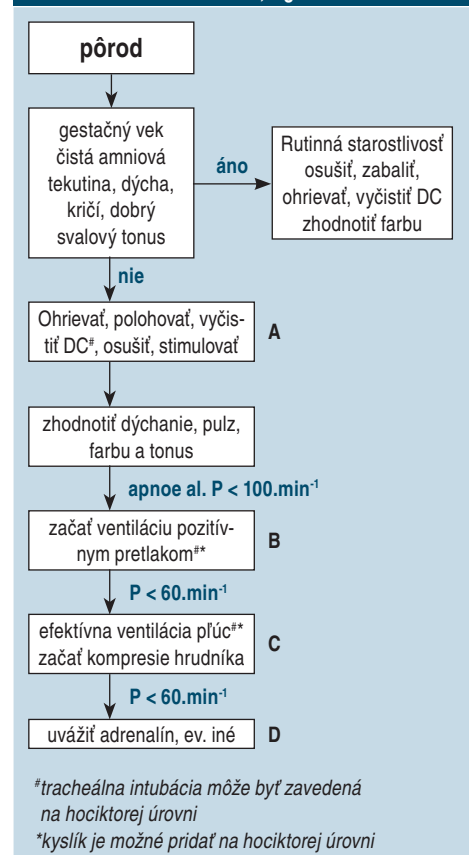 pôrod
gestačný vek
čistá amniová
tekutina, dýcha,
kričí, dobrý
svalový tonus
áno
Rutinná starostlivosť
osušiť, zabaliť,
ohrievať, vyčistiť DC
zhodnotiť farbu
nie
Ohrievať, polohovať, vyčis-
tiť DC#, osušiť, stimulovať
A
zhodnotiť dýchanie, pulz,
farbu a tonus
apnoe al. P < 100.min-1
začať ventiláciu pozitív-
nym pretlakom#*
B
P < 60.min-1
efektívna ventilácia pľúc#*
začať kompresie hrudníka
C
P < 60.min-1
uvážiť adrenalín, ev. iné
D
#tracheálna intubácia môže byť zavedená
na hociktorej úrovni
*kyslík je možné pridať na hociktorej úrovni